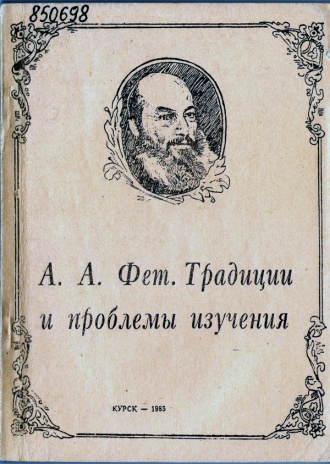 850698
А. А. Фет. Традиции
и проблемы изучения
КУРСК — 1985